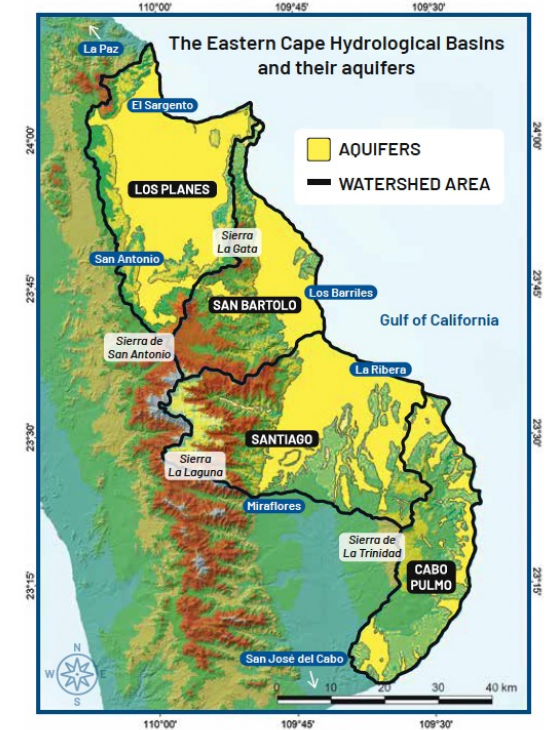 110°00'
109°45'
109°30'
The Eastern Cape Hydrological Basins
and their aquifers
La Paz
El Sargento
24°00'
24°00'
AQUIFERS
WATERSHED AREA
LOS PLANES
Sierra
La Gata
San Antonio
23°45'
23°45'
SAN BARTOLO
Los Barriles
Gulf of California
Sierra de
San Antonio
La Ribera
23°30'
23°30'
SANTIAGO
Sierra
La Laguna
Miraflores
Sierra de
La Trinidad
CABO
PULMO
23°15'
23°15'
San José del Cabo
N
W
E
S
0 10 20 30 40 km
110°00'
109°45'
109°30'